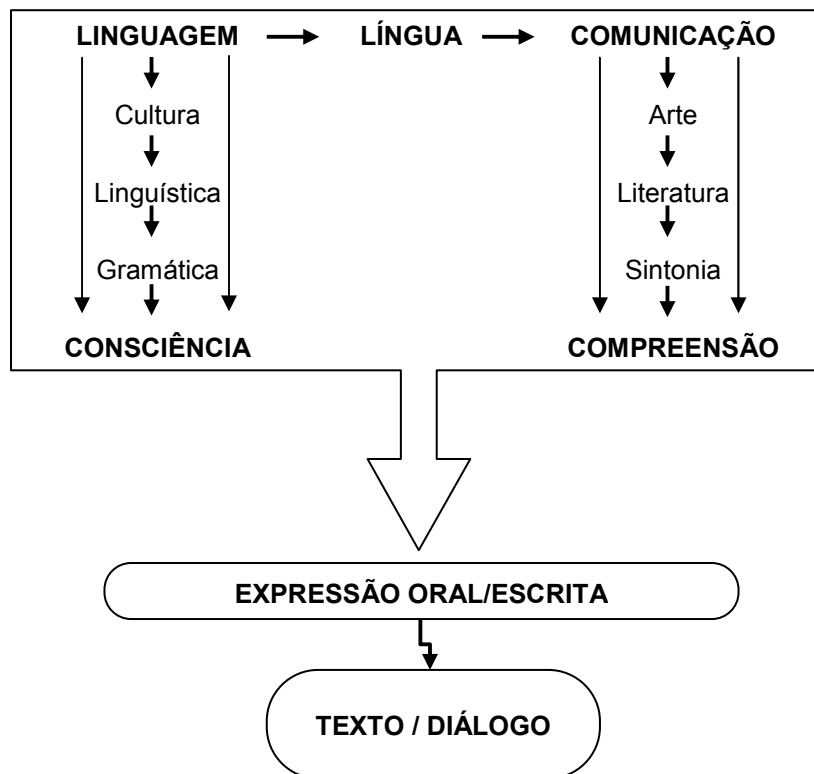 LINGUAGEM LÍNGUA COMUNICAÇÃO
Cultura Arte
Linguística Literatura
Gramática Sintonia
CONSCIÊNCIA COMPREENSÃO
EXPRESSÃO ORAL/ESCRITA
TEXTO / DIÁLOGO